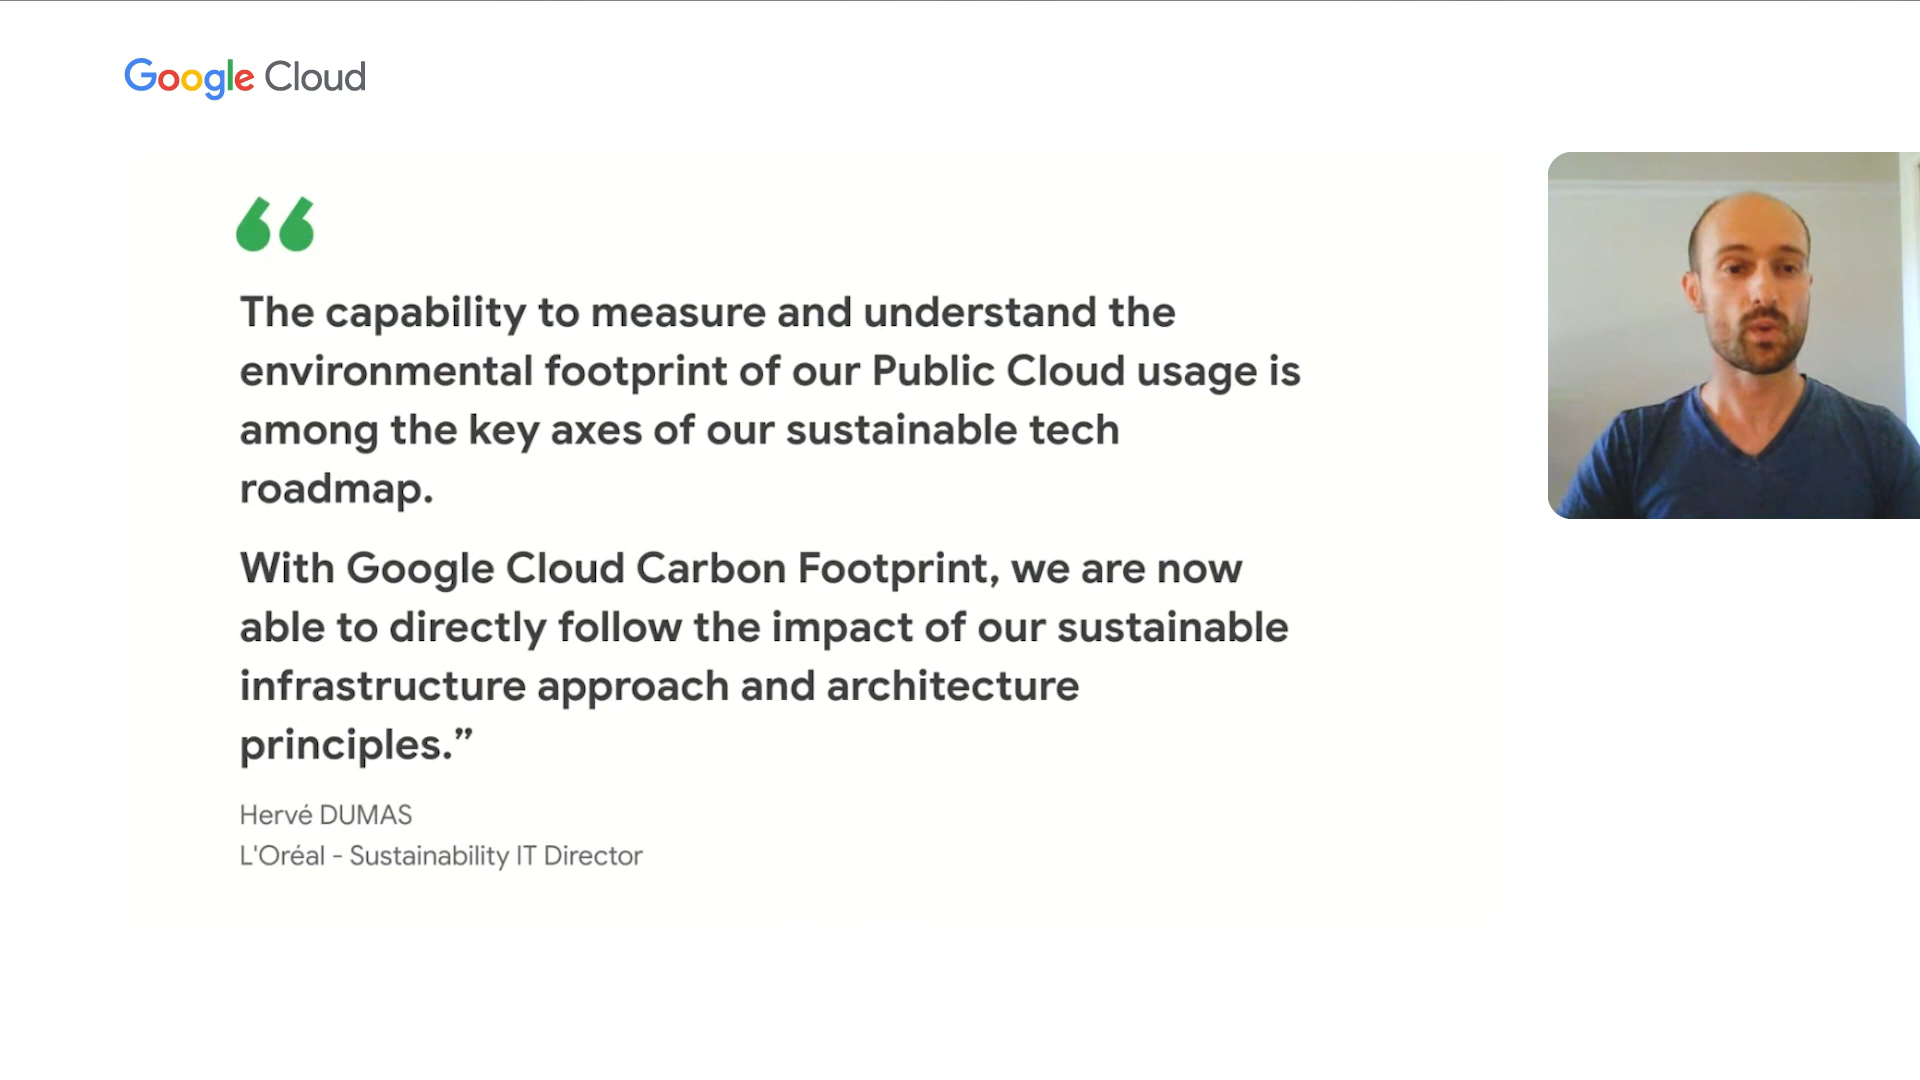 Google Cloud
“
The capability to measure and understand the
environmental footprint of our Public Cloud usage is
among the key axes of our sustainable tech
roadmap.
With Google Cloud Carbon Footprint, we are now
able to directly follow the impact of our sustainable
infrastructure approach and architecture
principles.”
Hervé DUMAS
L'Oréal - Sustainability IT Director